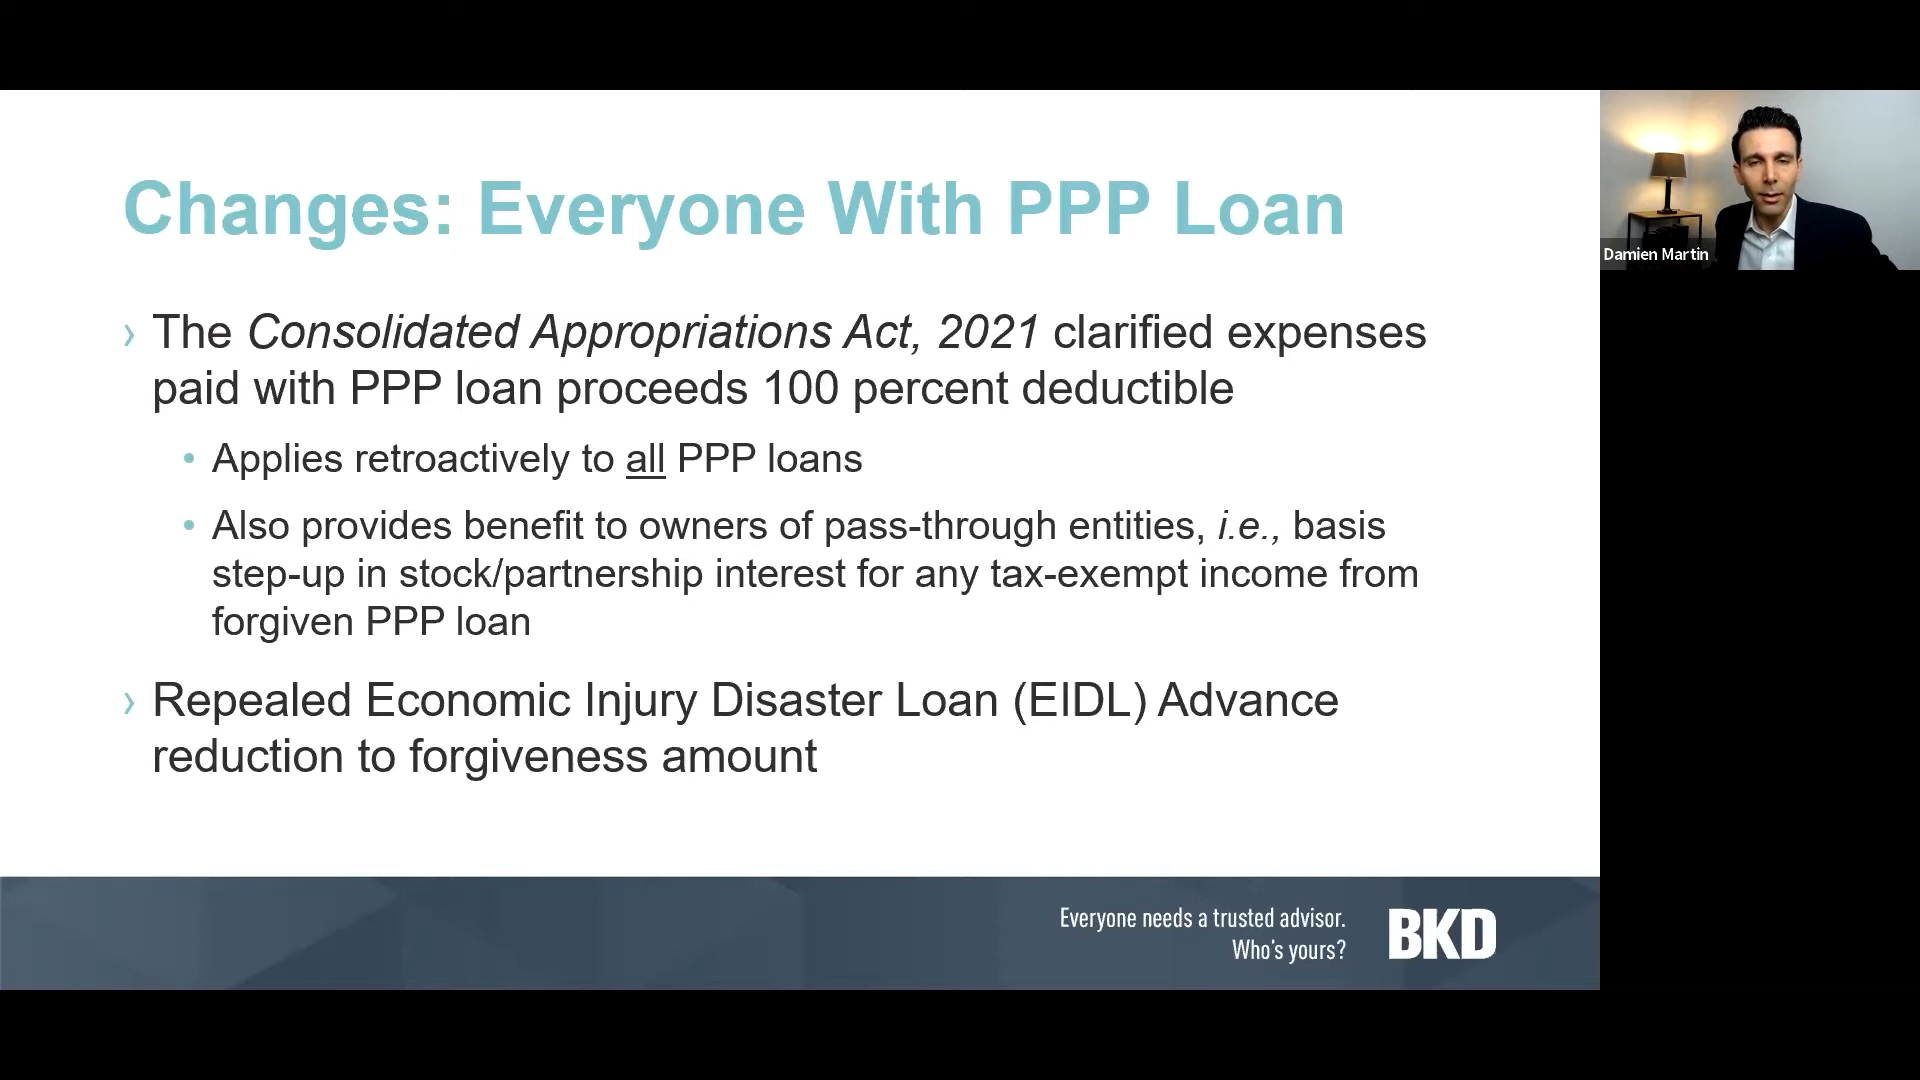 Changes: Everyone With PPP Loan
› The Consolidated Appropriations Act, 2021 clarified expenses
paid with PPP loan proceeds 100 percent deductible
• Applies retroactively to all PPP loans
• Also provides benefit to owners of pass-through entities, i.e., basis
step-up in stock/partnership interest for any tax-exempt income from
forgiven PPP loan
› Repealed Economic Injury Disaster Loan (EIDL) Advance
reduction to forgiveness amount
Everyone needs a trusted advisor.
Who's yours?
BKD
Damien Martin